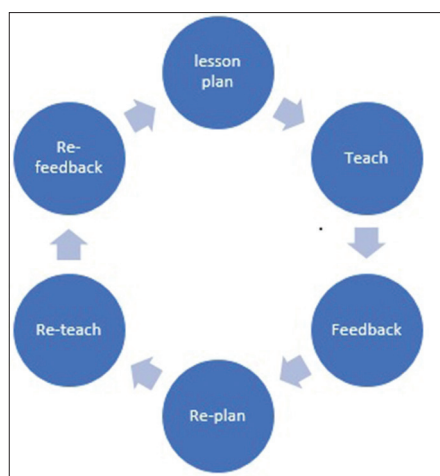 lesson
plan
Teach
Feedback
Re-plan
Re-teach
Re-
feedback